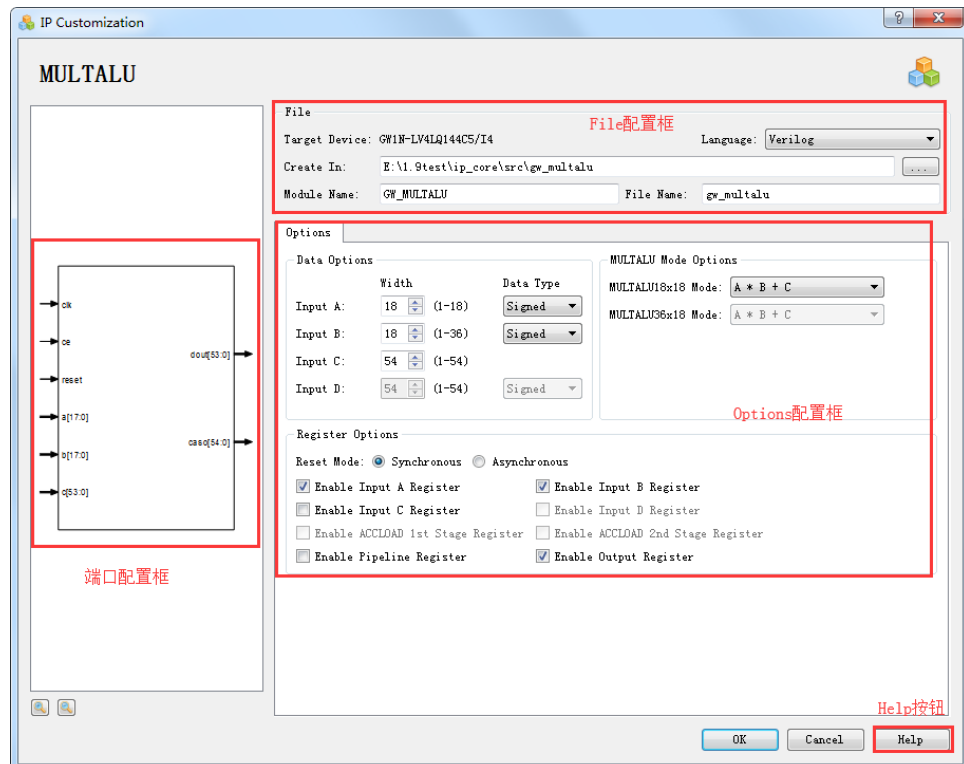 IP Customization
MULTALU
File
File配置框
Target Device: GW1N-LV4LQ144C5/I4 Language: Verilog
Create In: E:\1.9test\ip_core\src\gw_multalu ...
Module Name: GW_MULTALU File Name: gw_multalu
Options
Data Options
Width Data Type
Input A: 18 (1-18) Signed
Input B: 18 (1-36) Signed
Input C: 54 (1-54)
Input D: 54 (1-54) Signed
MULTALU Mode Options
MULTALU18x18 Mode: A * B + C
MULTALU36x18 Mode: A * B + C
Options配置框
Register Options
Reset Mode: Synchronous Asynchronous
Enable Input A Register Enable Input B Register
Enable Input C Register Enable Input D Register
Enable ACCLOAD 1st Stage Register Enable ACCLOAD 2nd Stage Register
Enable Pipeline Register Enable Output Register
clk
ce
dout[53:0]
reset
a[17:0]
caso[54:0]
b[17:0]
c[53:0]
端口配置框
Help按钮
OK Cancel Help